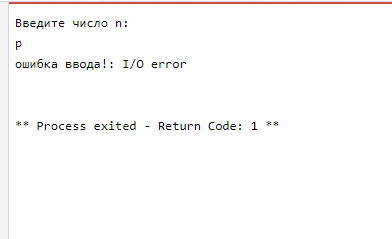 Введите число n:
p
ошибка ввода!: I/O error
** Process exited - Return Code: 1 **